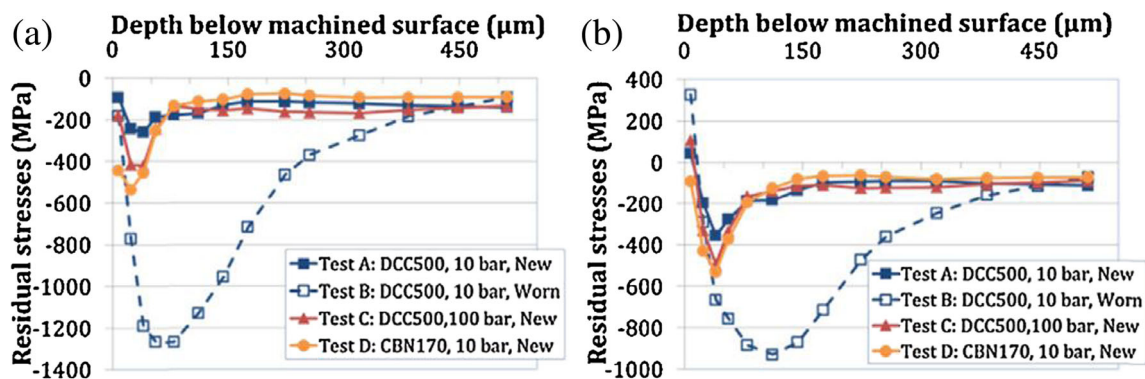 (a)
Depth below machined surface (µm)
0 150 300 450
Residual stresses (MPa)
0
-200
-400
-600
-800
-1000
-1200
-1400
Test A: DCC500, 10 bar, New
Test B: DCC500, 10 bar, Worn
Test C: DCC500,100 bar, New
Test D: CBN170, 10 bar, New
(b)
Depth below machined surface (µm)
0 150 300 450
Residual stresses (MPa)
400
200
0
-200
-400
-600
-800
-1000
Test A: DCC500, 10 bar, New
Test B: DCC500, 10 bar, Worn
Test C: DCC500,100 bar, New
Test D: CBN170, 10 bar, New